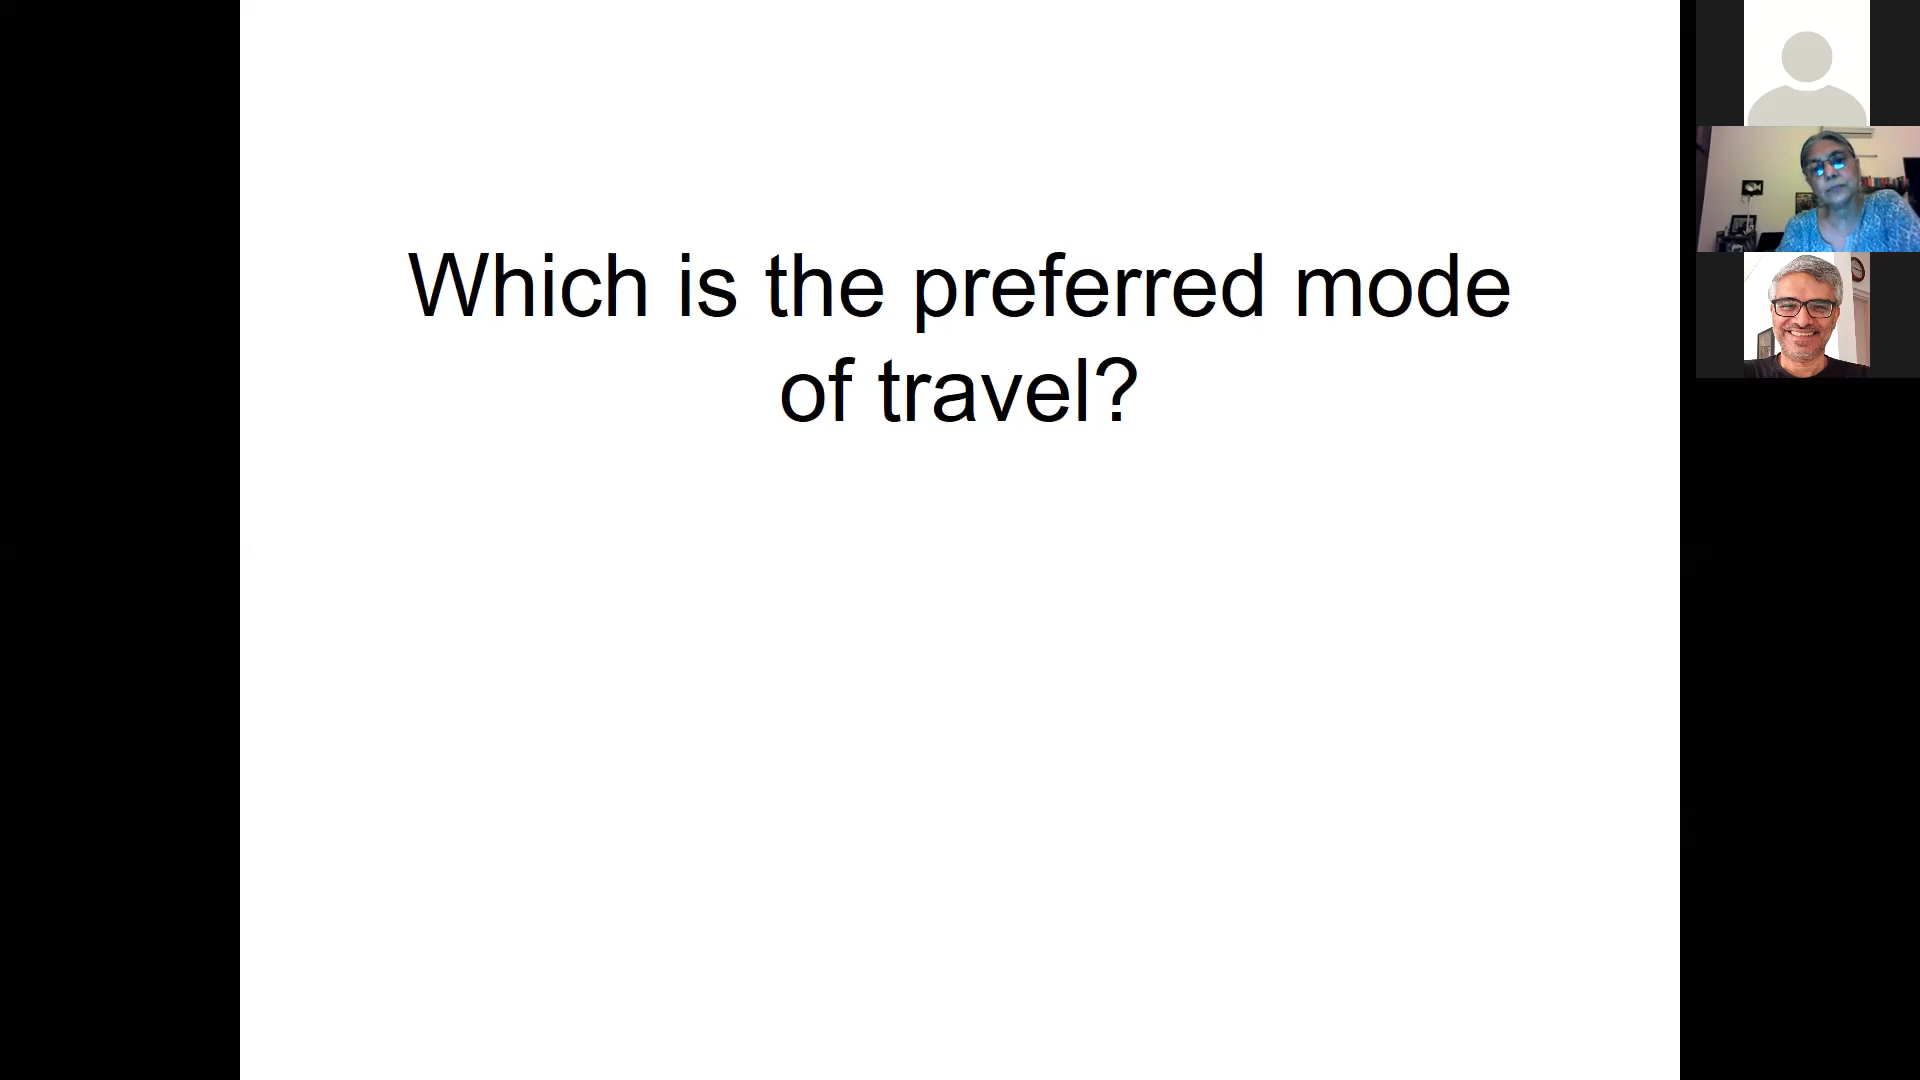 Which is the preferred mode
of travel?